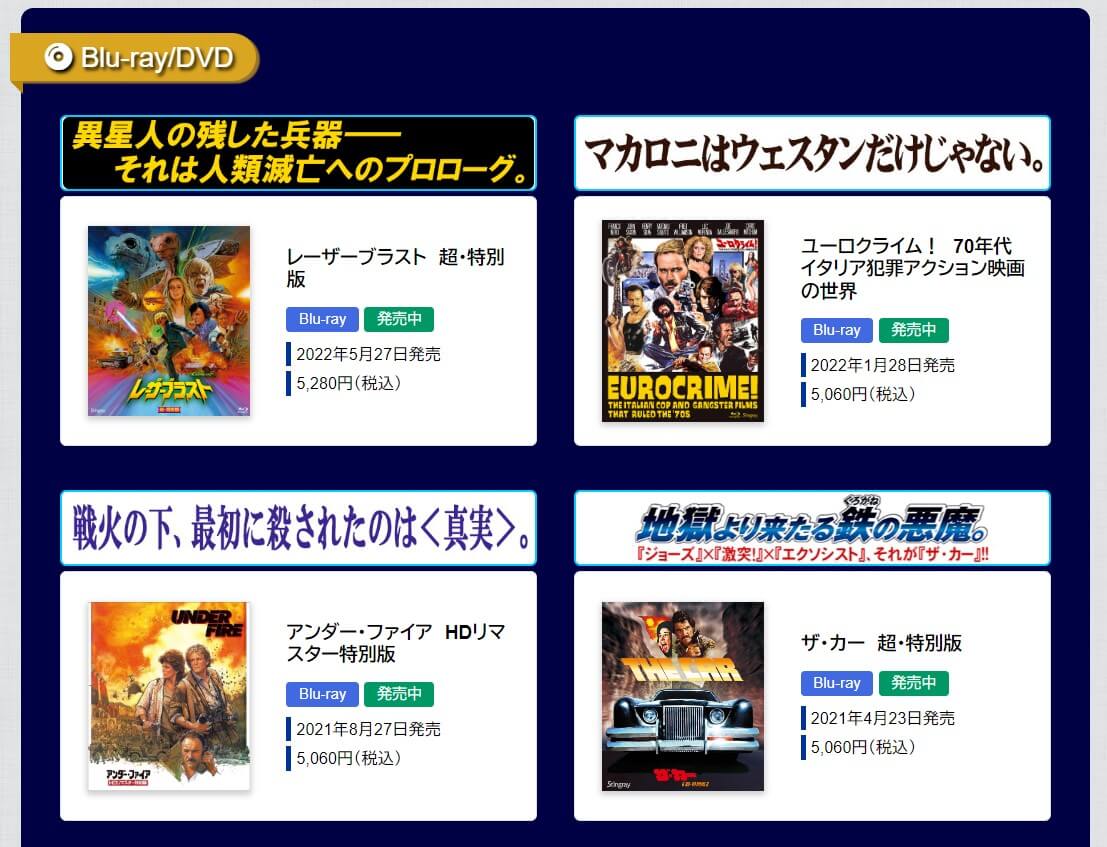 Blu-ray/DVD
異星人の残した兵器――
それは人類滅亡へのプロローグ。
レーザーブラスト
Stingray
レーザーブラスト 超・特別
版
Blu-ray 発売中
2022年5月27日発売
5,280円(税込)
マカロニはウェスタンだけじゃない。
ユーロクライム!
EUROCRIME!
THE ITALIAN COP AND GANGSTER FILMS
THAT RULED THE '70S
Stingray
ユーロクライム! 70年代
イタリア犯罪アクション映画
の世界
Blu-ray 発売中
2022年1月28日発売
5,060円(税込)
戦火の下、最初に殺されたのは<真実>。
UNDER
FIRE
アンダー・ファイア
HDリマスター特別版
アンダー・ファイア HDリマ
スター特別版
Blu-ray 発売中
2021年8月27日発売
5,060円(税込)
くろがね
地獄より来たる鉄の悪魔。
『ジョーズ』×『激突!』×『エクソシスト』、それが『ザ・カー』!!
THE CAR
ザ・カー
Stingray
ザ・カー 超・特別版
Blu-ray 発売中
2021年4月23日発売
5,060円(税込)